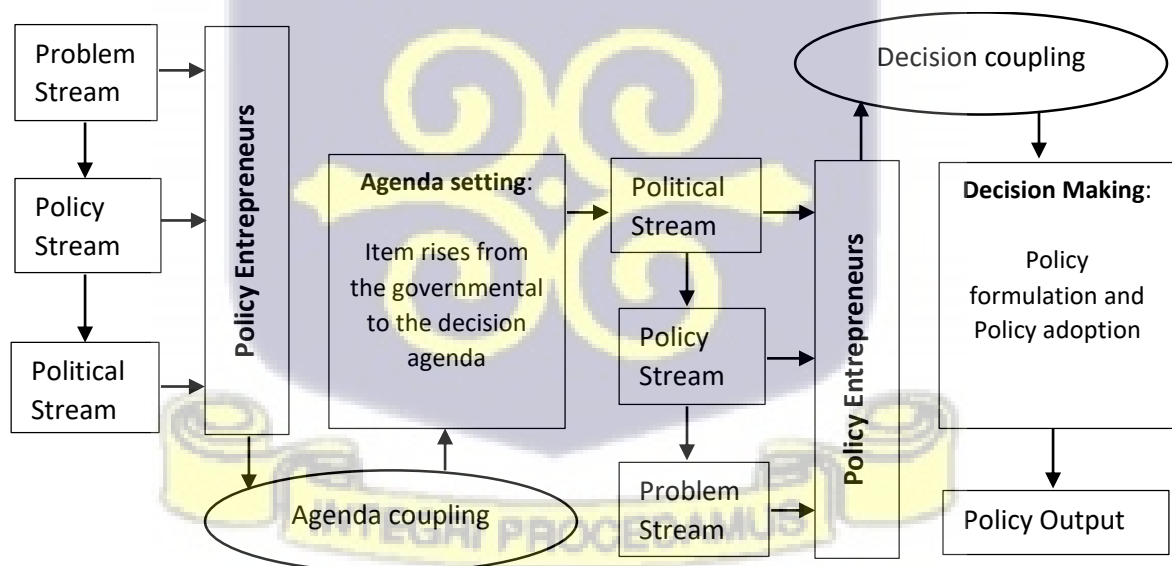 Problem
Stream
Policy
Stream
Political
Stream
Policy Entrepreneurs
Agenda coupling
Agenda setting:
Item rises from
the governmental
to the decision
agenda
Political
Stream
Policy
Stream
Problem
Stream
Policy Entrepreneurs
Decision coupling
Decision Making:
Policy
formulation and
Policy adoption
Policy Output
INTEGRI PROCEDAMUS